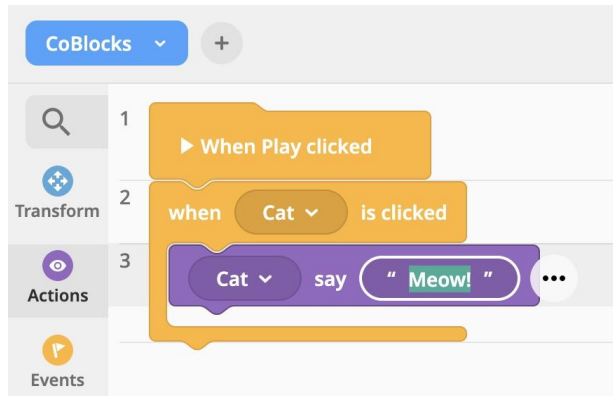 CoBlocks
+
1
When Play clicked
Transform
2
when Cat is clicked
3
Cat say “ Meow! ” •••
Actions
Events